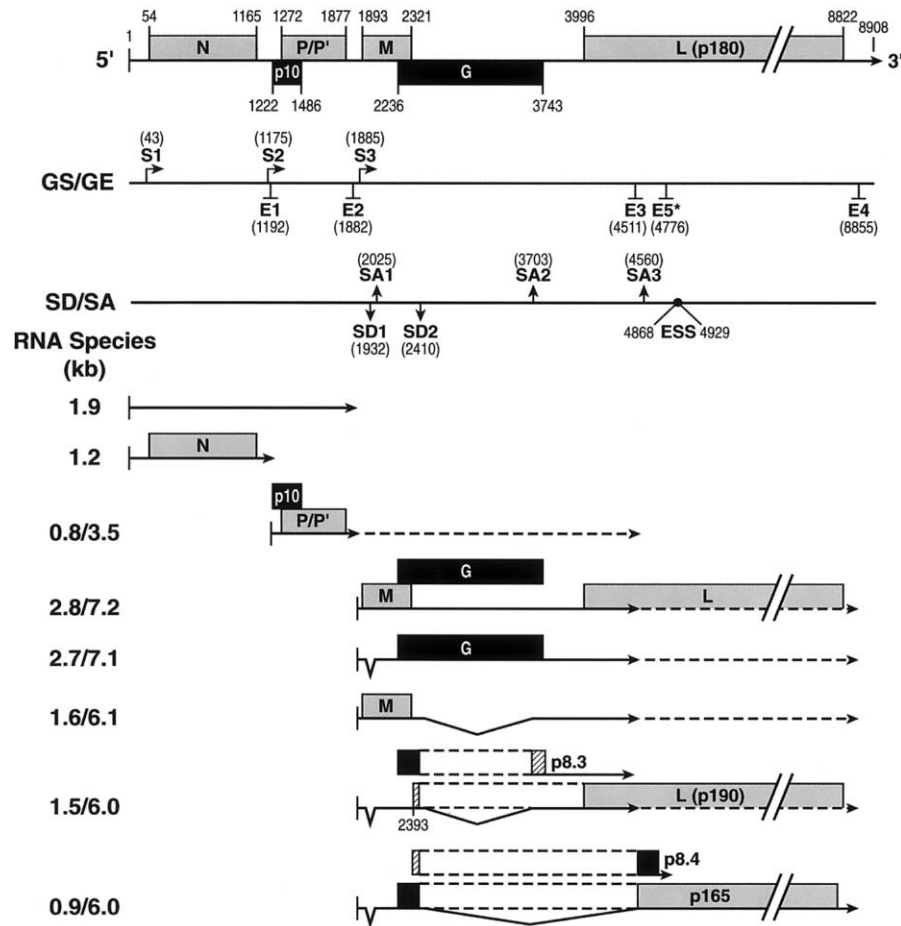 54 1165 1272 1877 1893 2321 3996 8822
1 8908
N P/P' M L (p180)
5' 3'
p10 G
1222 1486 2236 3743
(43) (1175) (1885)
S1 S2 S3
GS/GE
E1 E2 E3 E5* E4
(1192) (1882) (4511) (4776) (8855)
(2025) (3703) (4560)
SA1 SA2 SA3
SD/SA
4868 ESS 4929
SD1 SD2
(1932) (2410)
RNA Species
(kb)
1.9
1.2 N
p10
0.8/3.5 P/P'
G
2.8/7.2 M L
2.7/7.1 G
1.6/6.1 M
p8.3
1.5/6.0 L (p190)
2393
p8.4
0.9/6.0 p165